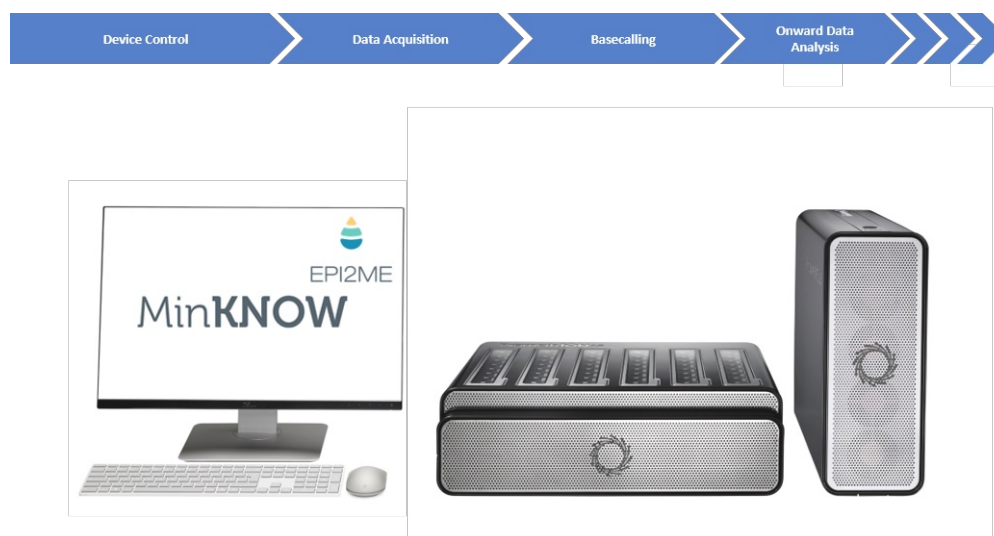 Device Control
Data Acquisition
Basecalling
Onward Data
Analysis
EPI2ME
MinKNOW